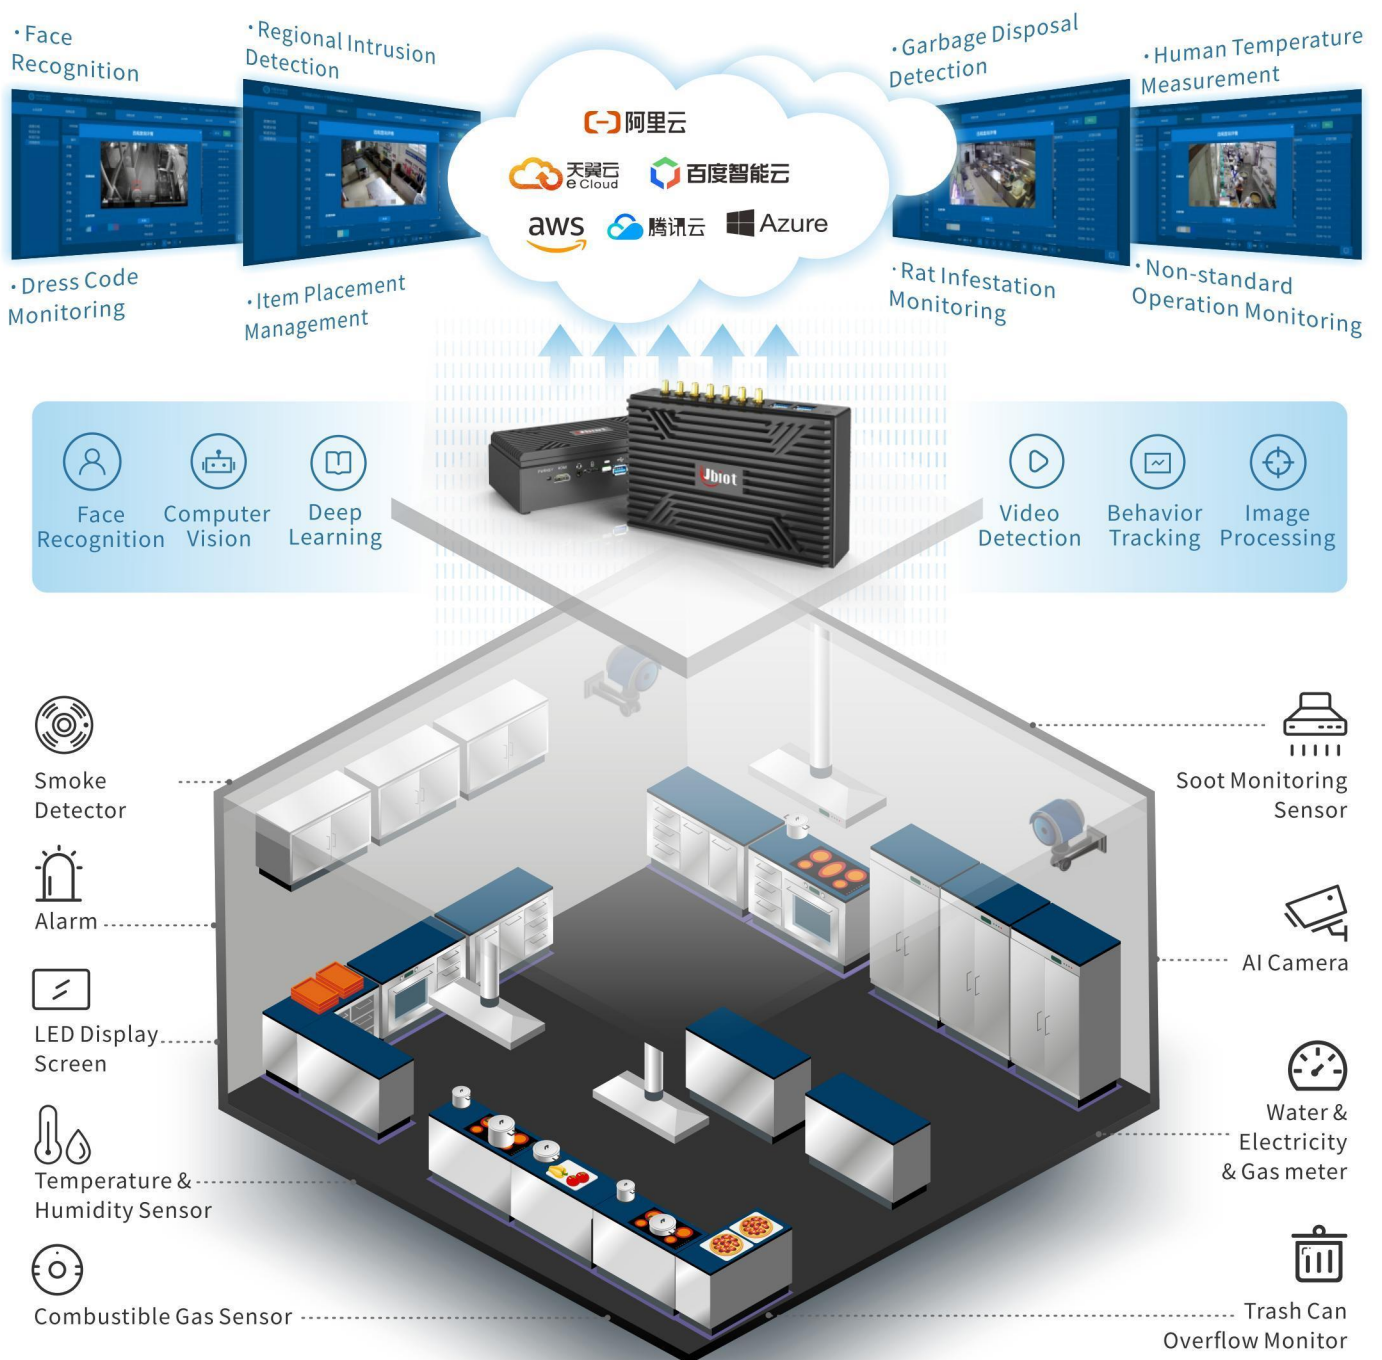 ·Face
Recognition
·Regional Intrusion
Detection
·Garbage Disposal
Detection
·Human Temperature
Measurement
阿里云
天翼云
e Cloud
百度智能云
aws
腾讯云
Azure
·Dress Code
Monitoring
·Item Placement
Management
·Rat Infestation
Monitoring
·Non-standard
Operation Monitoring
Jbiot
Face
Recognition
Computer
Vision
Deep
Learning
Video
Detection
Behavior
Tracking
Image
Processing
Smoke
Detector
Alarm
LED Display
Screen
Temperature &
Humidity Sensor
Combustible Gas Sensor
Soot Monitoring
Sensor
AI Camera
Water &
Electricity
& Gas meter
Trash Can
Overflow Monitor